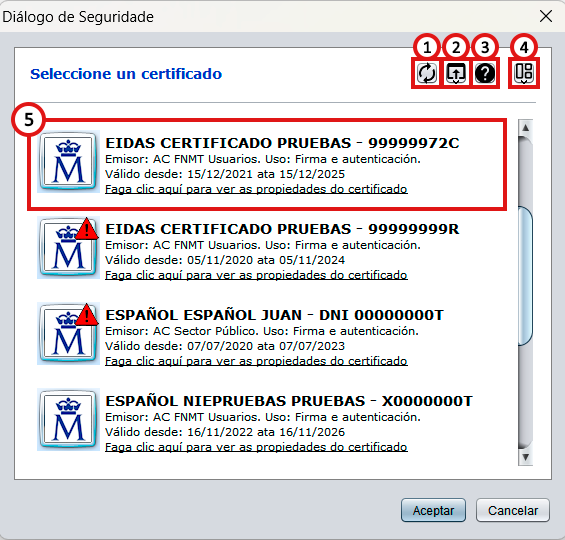 Diálogo de Seguridade
1 2 3 4
Seleccione un certificado
5
EIDAS CERTIFICADO PRUEBAS - 99999972C
Emisor: AC FNMT Usuarios. Uso: Firma e autenticación.
Válido desde: 15/12/2021 ata 15/12/2025
Faga clic aquí para ver as propiedades do certificado
EIDAS CERTIFICADO PRUEBAS - 99999999R
Emisor: AC FNMT Usuarios. Uso: Firma e autenticación.
Válido desde: 05/11/2020 ata 05/11/2024
Faga clic aquí para ver as propiedades do certificado
ESPAÑOL ESPAÑOL JUAN - DNI 00000000T
Emisor: AC Sector Público. Uso: Firma e autenticación.
Válido desde: 07/07/2020 ata 07/07/2023
Faga clic aquí para ver as propiedades do certificado
ESPAÑOL NIEPRUEBAS PRUEBAS - X0000000T
Emisor: AC FNMT Usuarios. Uso: Firma e autenticación.
Válido desde: 16/11/2022 ata 16/11/2026
Faga clic aquí para ver as propiedades do certificado
Aceptar Cancelar